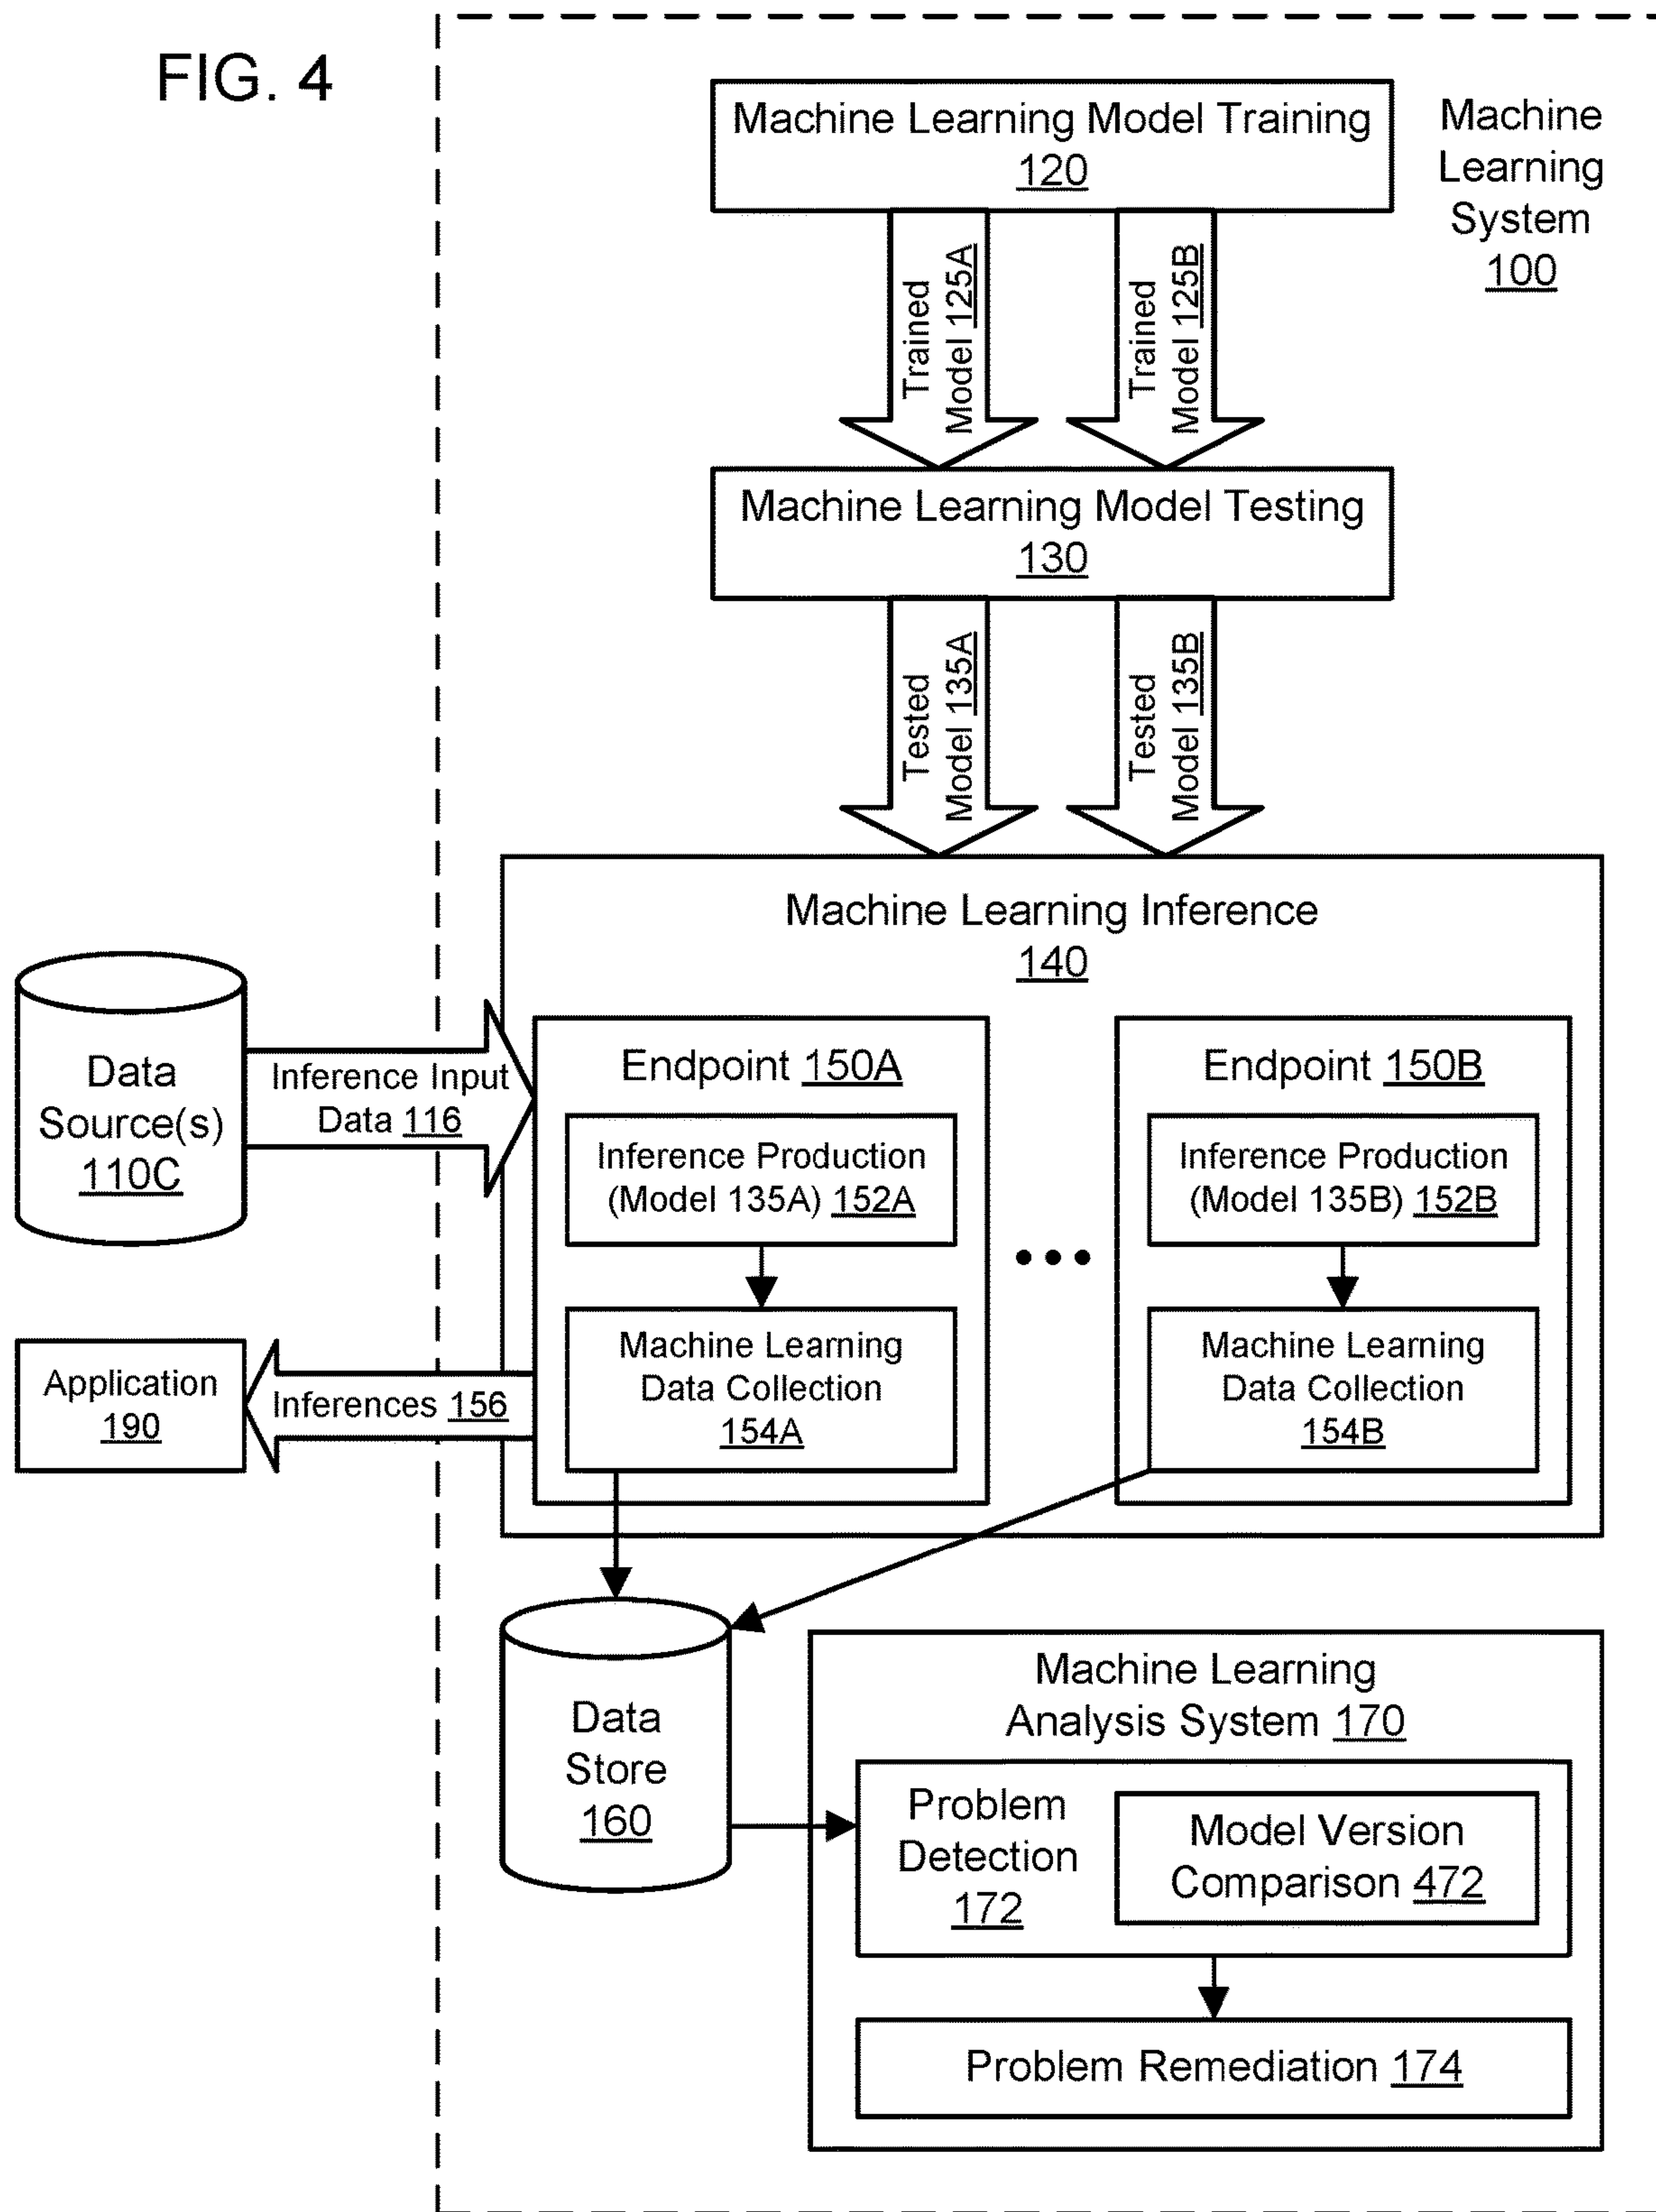 FIG. 4
Machine Learning Model Training
120
Machine
Learning
System
100
Trained
Model 125A
Trained
Model 125B
Machine Learning Model Testing
130
Tested
Model 135A
Tested
Model 135B
Machine Learning Inference
140
Data
Source(s)
110C
Inference Input
Data 116
Endpoint 150A
Inference Production
(Model 135A) 152A
Machine Learning
Data Collection
154A
Endpoint 150B
Inference Production
(Model 135B) 152B
Machine Learning
Data Collection
154B
Application
190
Inferences 156
Data
Store
160
Machine Learning
Analysis System 170
Problem
Detection
172
Model Version
Comparison 472
Problem Remediation 174